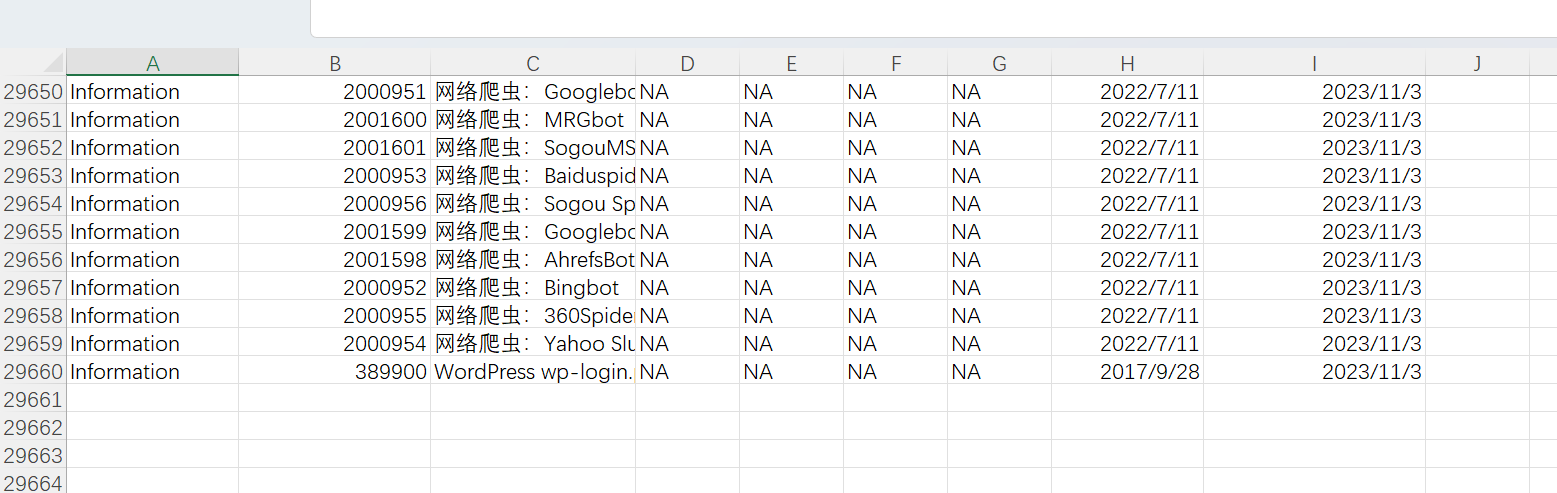 A B C D E F G H I J
29650 Information 2000951 网络爬虫：Googlebo NA NA NA NA 2022/7/11 2023/11/3
29651 Information 2001600 网络爬虫：MRGbot NA NA NA NA 2022/7/11 2023/11/3
29652 Information 2001601 网络爬虫：SogouMS NA NA NA NA 2022/7/11 2023/11/3
29653 Information 2000953 网络爬虫：Baiduspid NA NA NA NA 2022/7/11 2023/11/3
29654 Information 2000956 网络爬虫：Sogou Sp NA NA NA NA 2022/7/11 2023/11/3
29655 Information 2001599 网络爬虫：Googlebo NA NA NA NA 2022/7/11 2023/11/3
29656 Information 2001598 网络爬虫：AhrefsBot NA NA NA NA 2022/7/11 2023/11/3
29657 Information 2000952 网络爬虫：Bingbot NA NA NA NA 2022/7/11 2023/11/3
29658 Information 2000955 网络爬虫：360Spider NA NA NA NA 2022/7/11 2023/11/3
29659 Information 2000954 网络爬虫：Yahoo Slu NA NA NA NA 2022/7/11 2023/11/3
29660 Information 389900 WordPress wp-login. NA NA NA NA 2017/9/28 2023/11/3
29661
29662
29663
29664